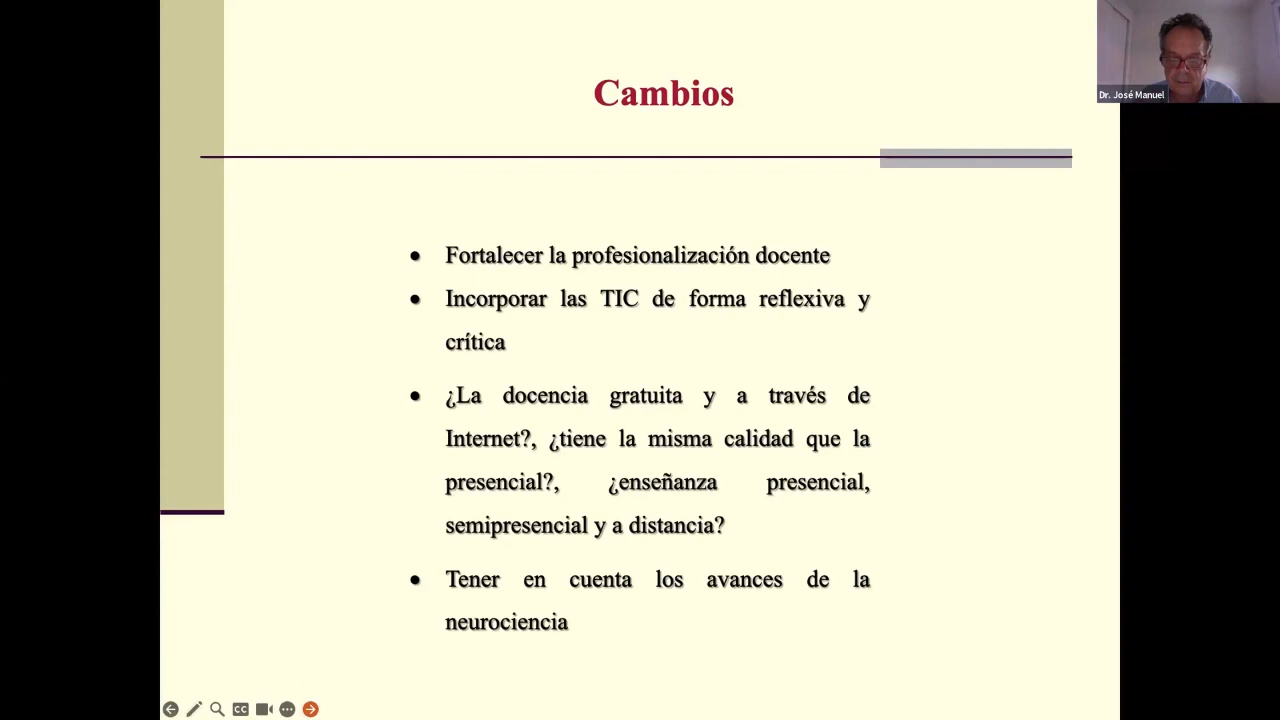 Cambios
Dr. José Manuel
• Fortalecer la profesionalización docente
• Incorporar las TIC de forma reflexiva y
crítica
• ¿La docencia gratuita y a través de
Internet?, ¿tiene la misma calidad que la
presencial?, ¿enseñanza presencial,
semipresencial y a distancia?
• Tener en cuenta los avances de la
neurociencia
CC